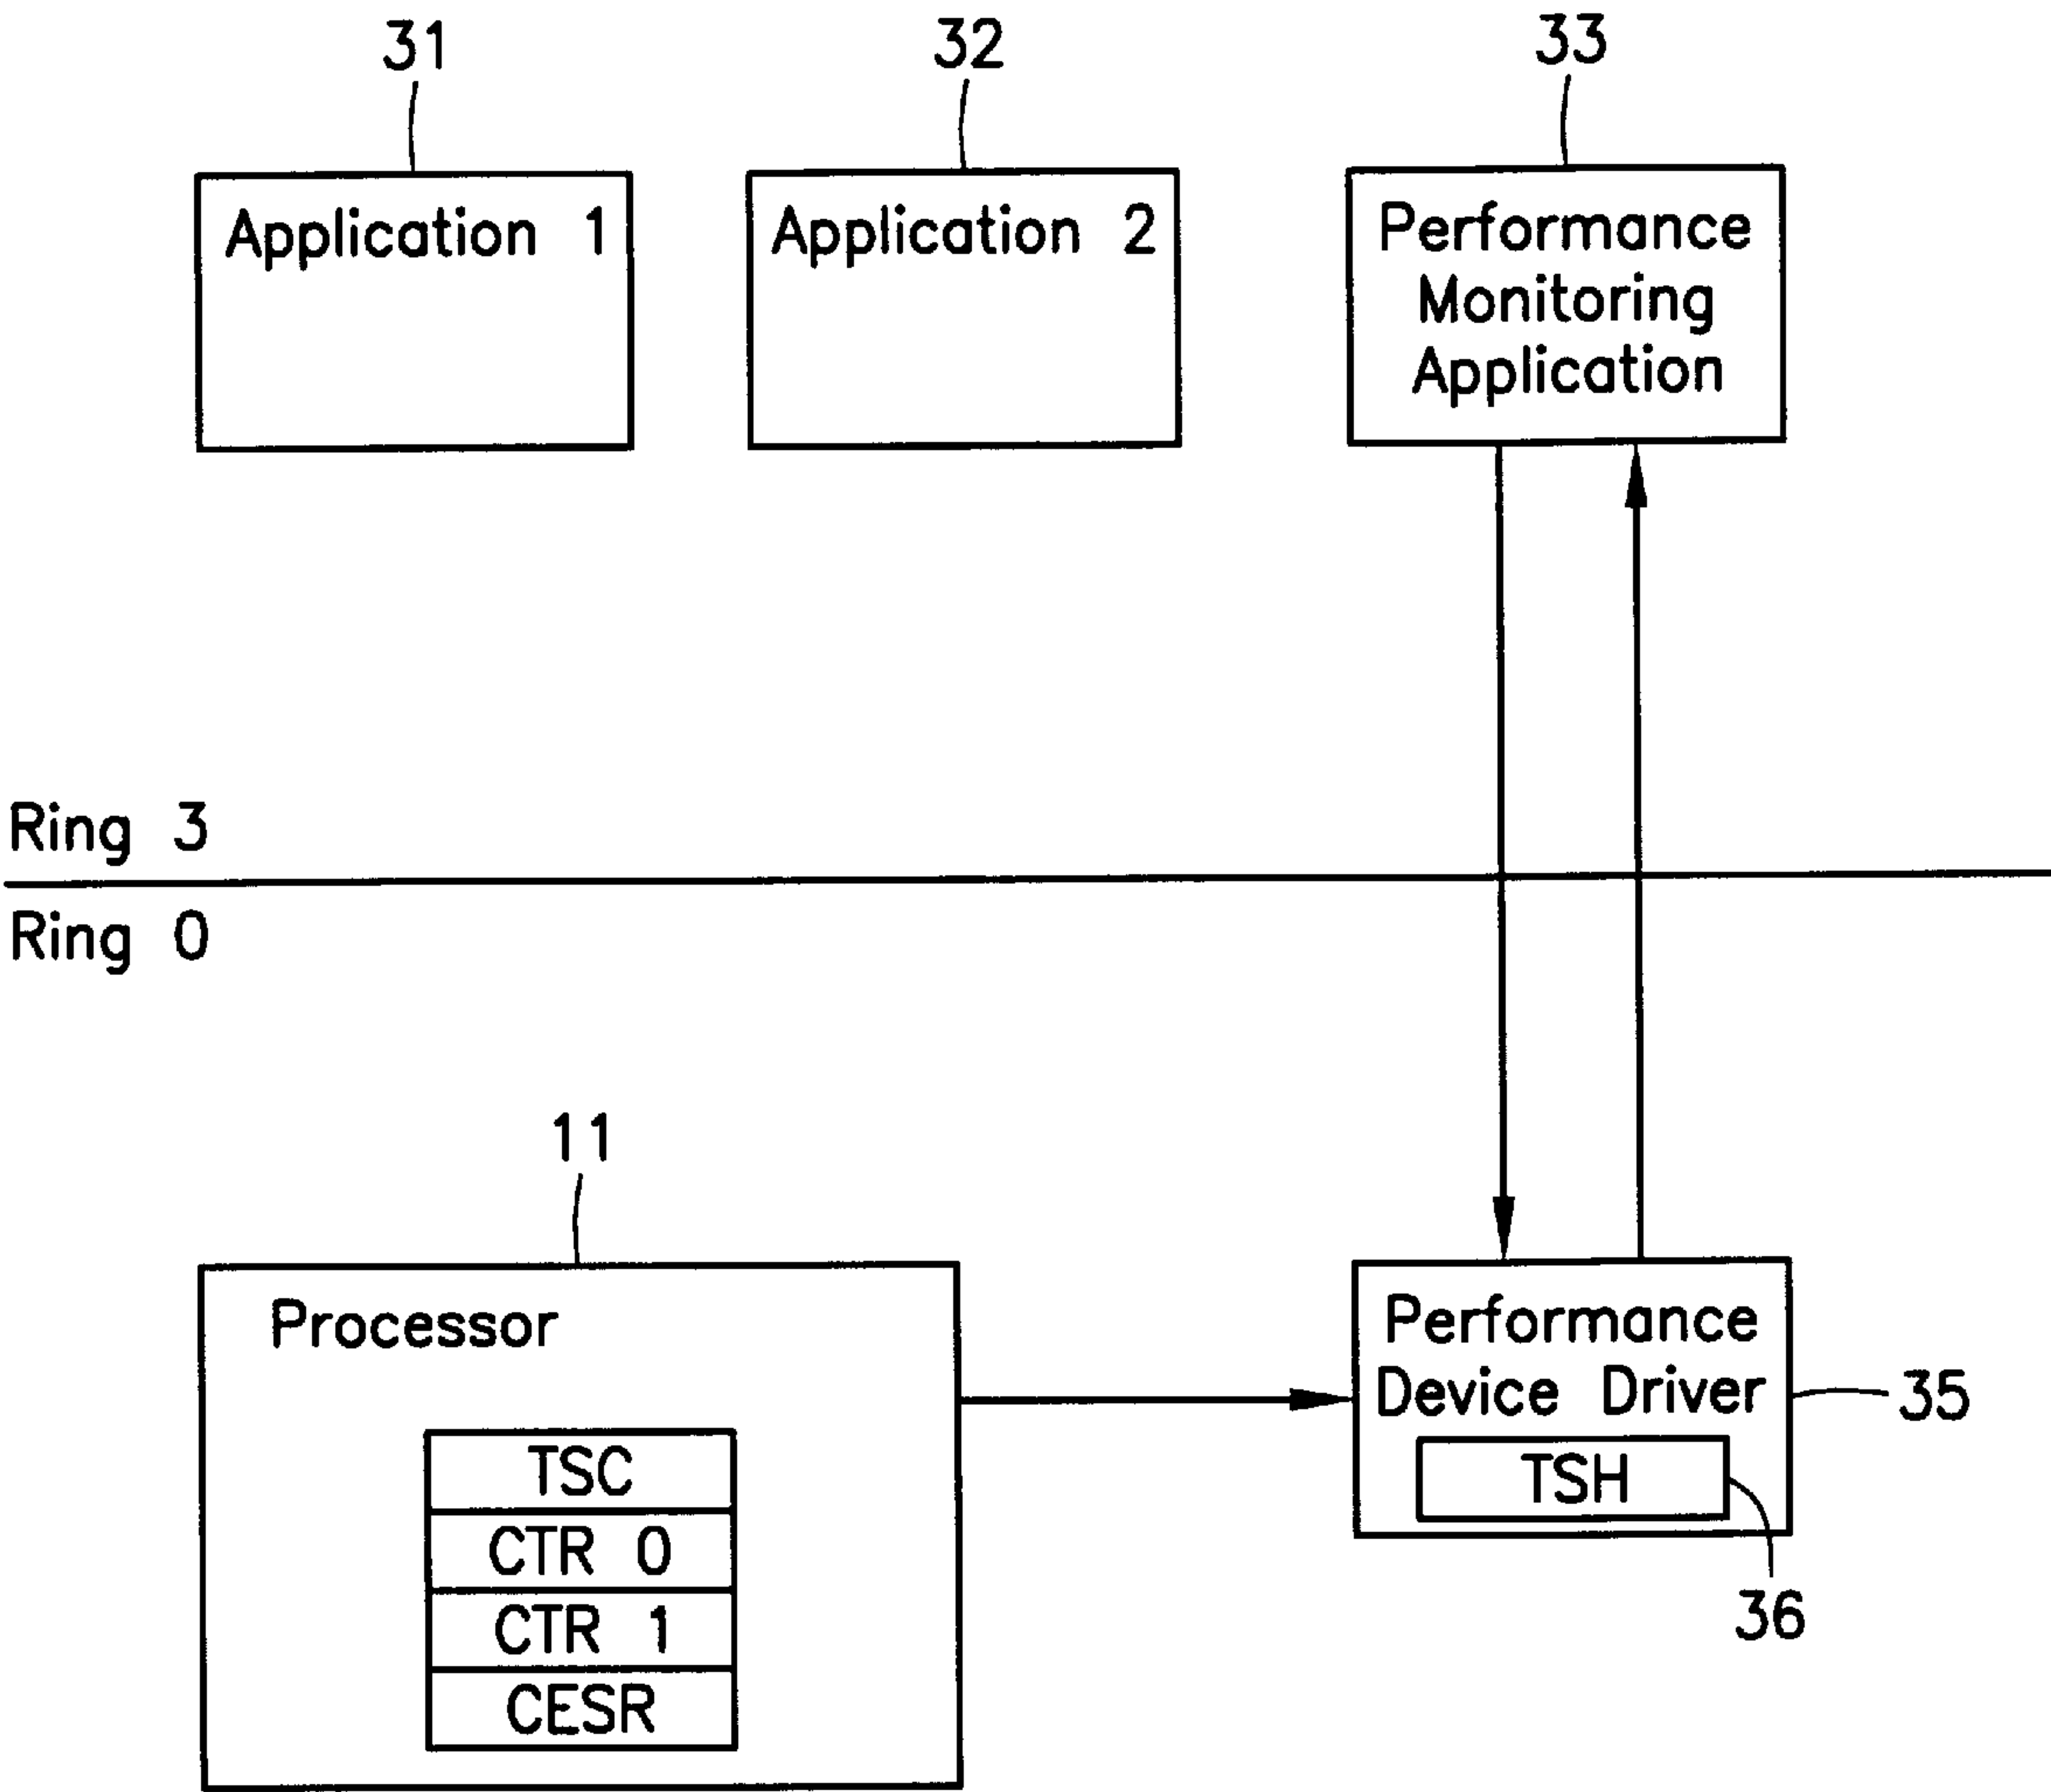 31
32
33
Application 1
Application 2
Performance
Monitoring
Application
Ring 3
Ring 0
11
Processor
TSC
CTR 0
CTR 1
CESR
Performance
Device Driver
TSH
35
36